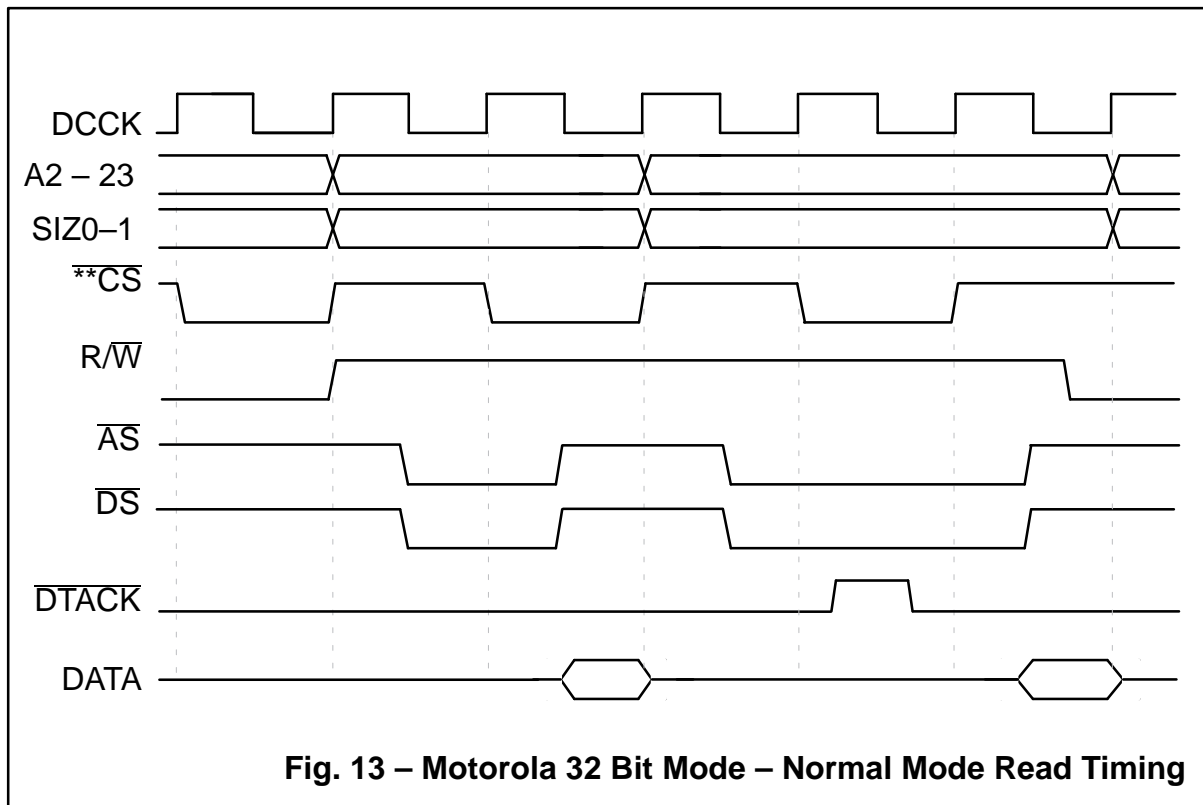 DCCK
A2 – 23
SIZ0–1
**CS
R/W
AS
DS
DTACK
DATA
Fig. 13 – Motorola 32 Bit Mode – Normal Mode Read Timing